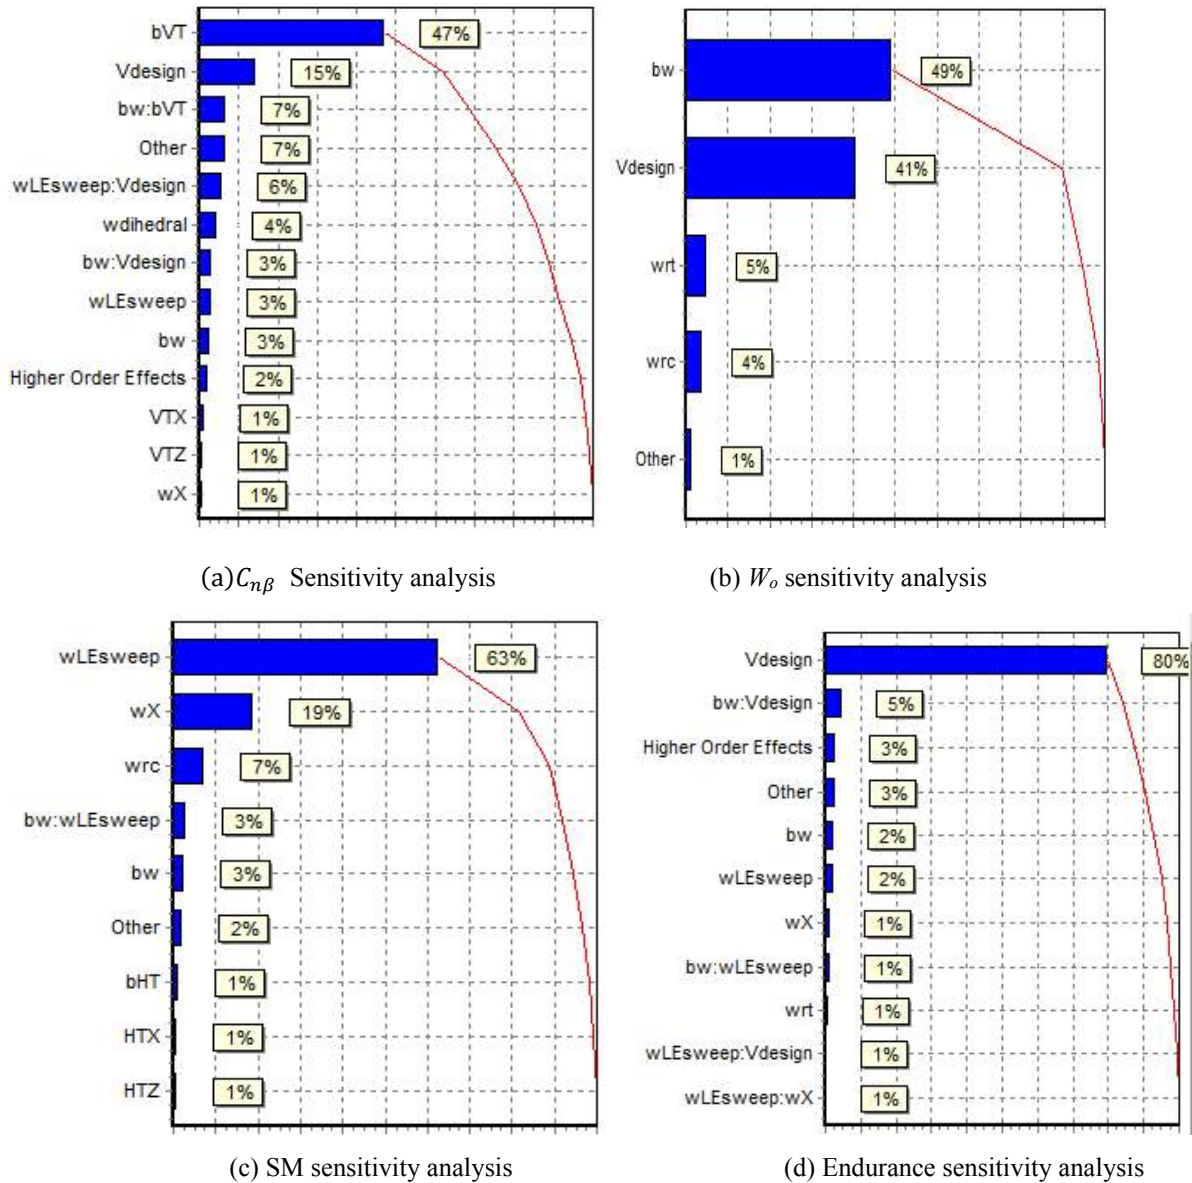 bVT 47%
Vdesign 15%
bw:bVT 7%
Other 7%
wLEsweep:Vdesign 6%
wdihedral 4%
bw:Vdesign 3%
wLEsweep 3%
bw 3%
Higher Order Effects 2%
VTX 1%
VTZ 1%
wX 1%
(a)Cnβ Sensitivity analysis
bw 49%
Vdesign 41%
wrt 5%
wrc 4%
Other 1%
(b) Wo sensitivity analysis
wLEsweep 63%
wX 19%
wrc 7%
bw:wLEsweep 3%
bw 3%
Other 2%
bHT 1%
HTX 1%
HTZ 1%
(c) SM sensitivity analysis
Vdesign 80%
bw:Vdesign 5%
Higher Order Effects 3%
Other 3%
bw 2%
wLEsweep 2%
wX 1%
bw:wLEsweep 1%
wrt 1%
wLEsweep:Vdesign 1%
wLEsweep:wX 1%
(d) Endurance sensitivity analysis